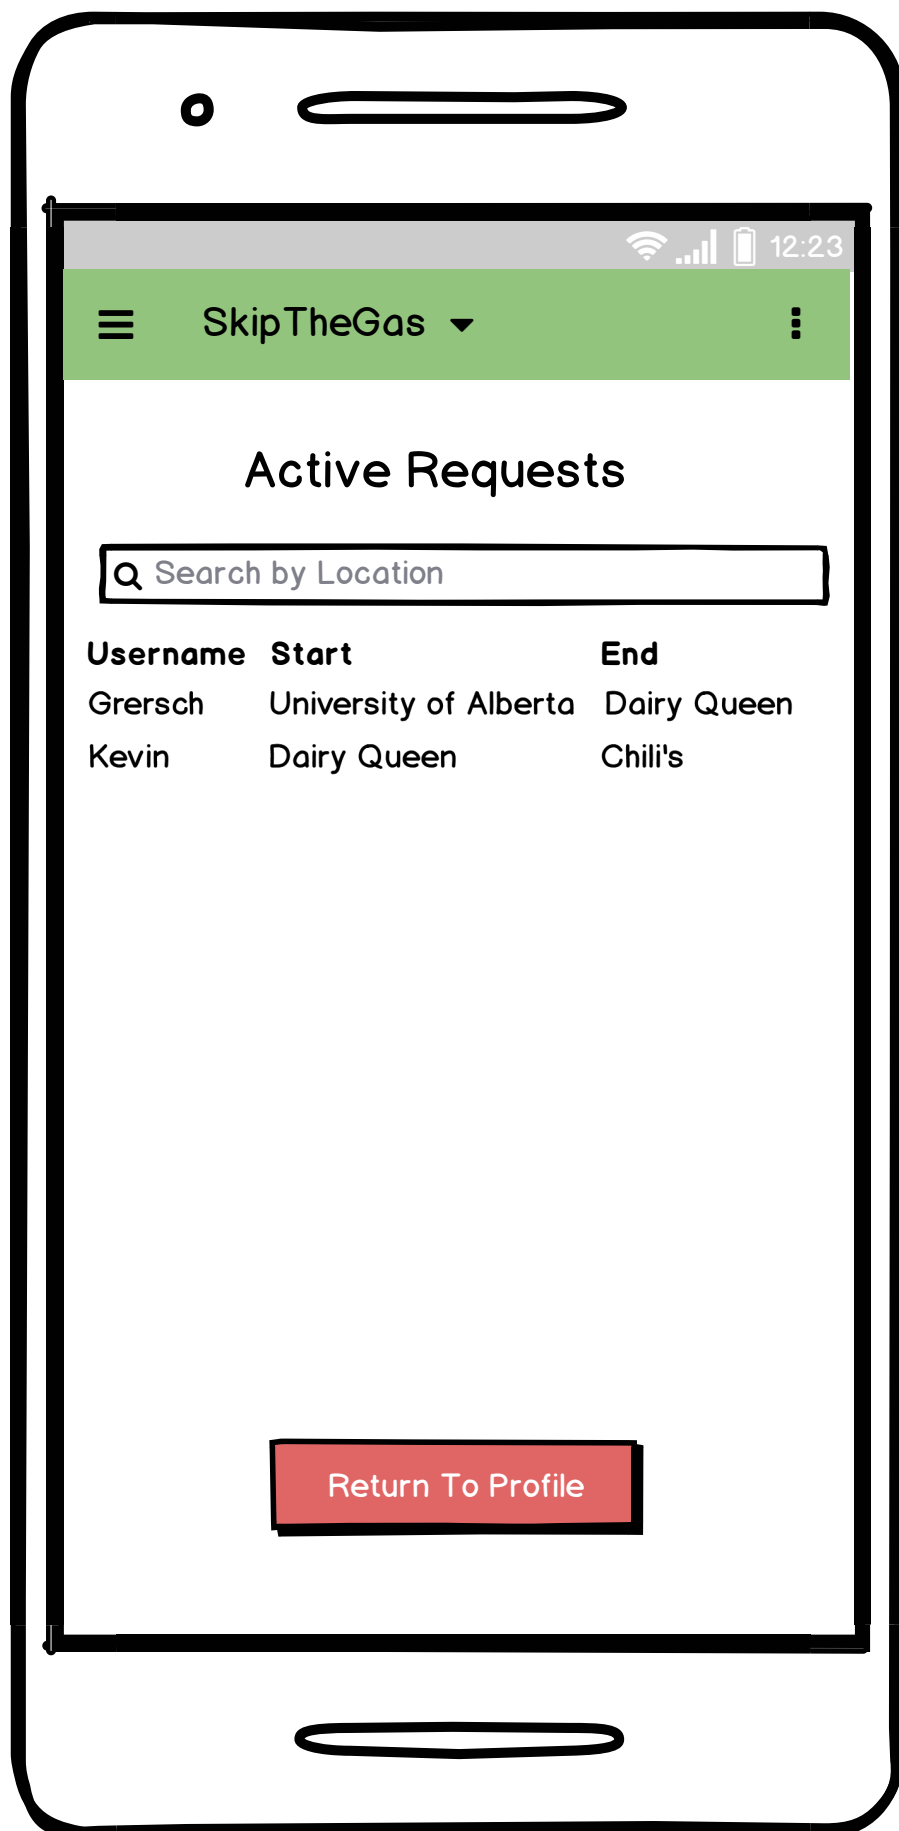 12:23
SkipTheGas
Active Requests
Search by Location
Username Start End
Grersch University of Alberta Dairy Queen
Kevin Dairy Queen Chili's
Return To Profile